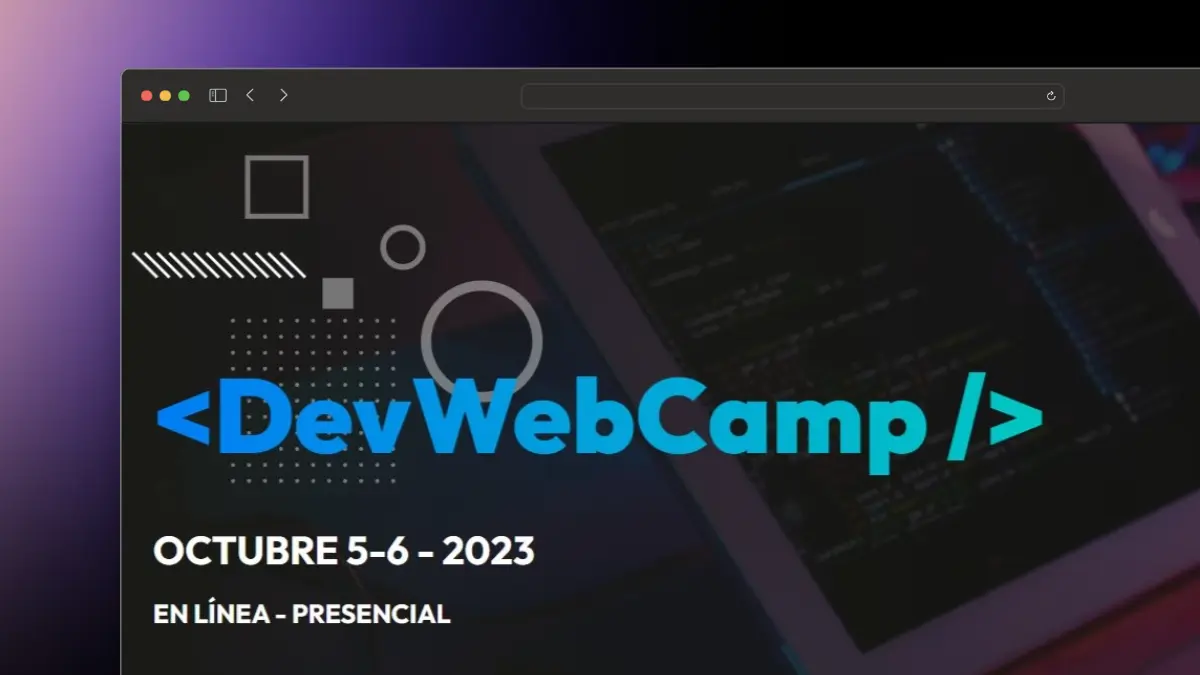 <DevWebCamp />
OCTUBRE 5-6 - 2023
EN LÍNEA - PRESENCIAL